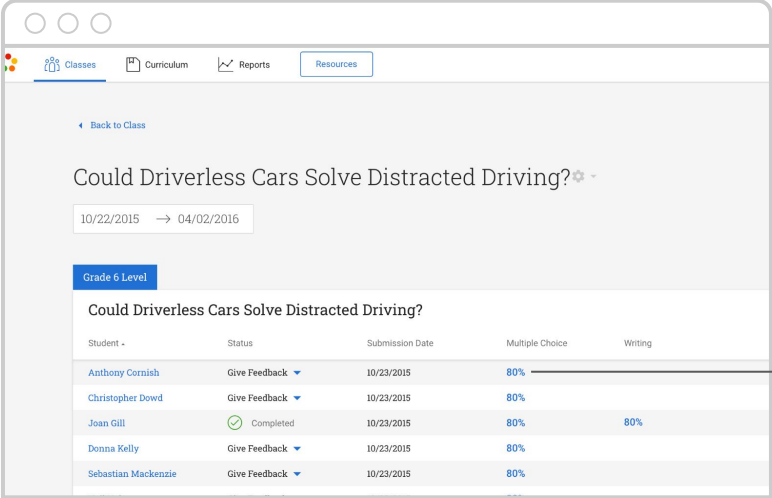 Classes Curriculum Reports Resources
Back to Class
Could Driverless Cars Solve Distracted Driving?
10/22/2015 → 04/02/2016
Grade 6 Level
Could Driverless Cars Solve Distracted Driving?
Student Status Submission Date Multiple Choice Writing
Anthony Cornish Give Feedback 10/23/2015 80%
Christopher Dowd Give Feedback 10/23/2015 80%
Joan Gill Completed 10/23/2015 80% 80%
Donna Kelly Give Feedback 10/23/2015 80%
Sebastian Mackenzie Give Feedback 10/23/2015 80%